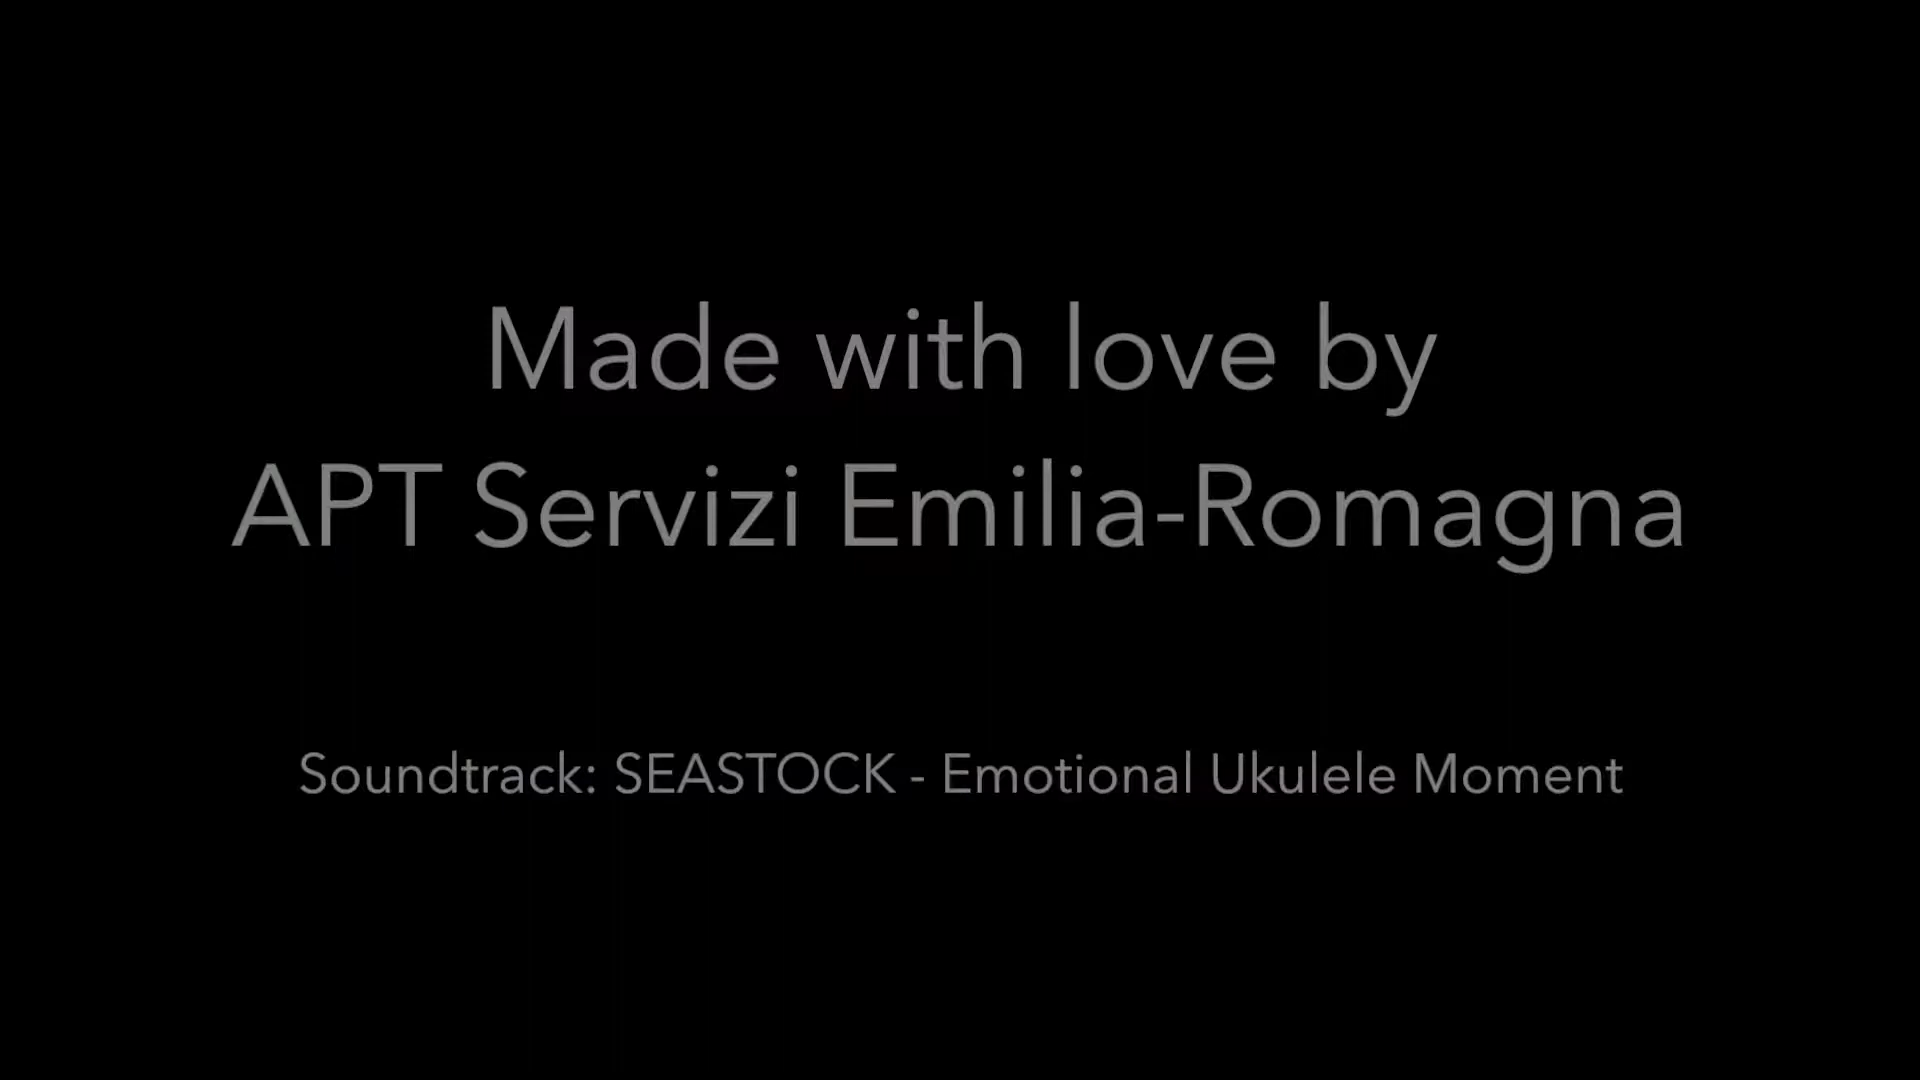 Made with love by
APT Servizi Emilia-Romagna
Soundtrack: SEASTOCK - Emotional Ukulele Moment